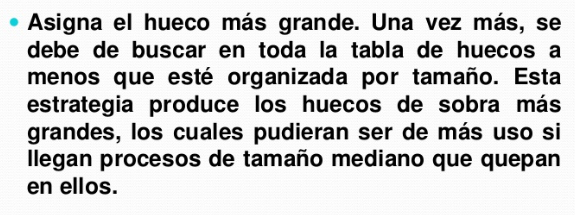 • Asigna el hueco más grande. Una vez más, se
debe de buscar en toda la tabla de huecos a
menos que esté organizada por tamaño. Esta
estrategia produce los huecos de sobra más
grandes, los cuales pudieran ser de más uso si
llegan procesos de tamaño mediano que quepan
en ellos.